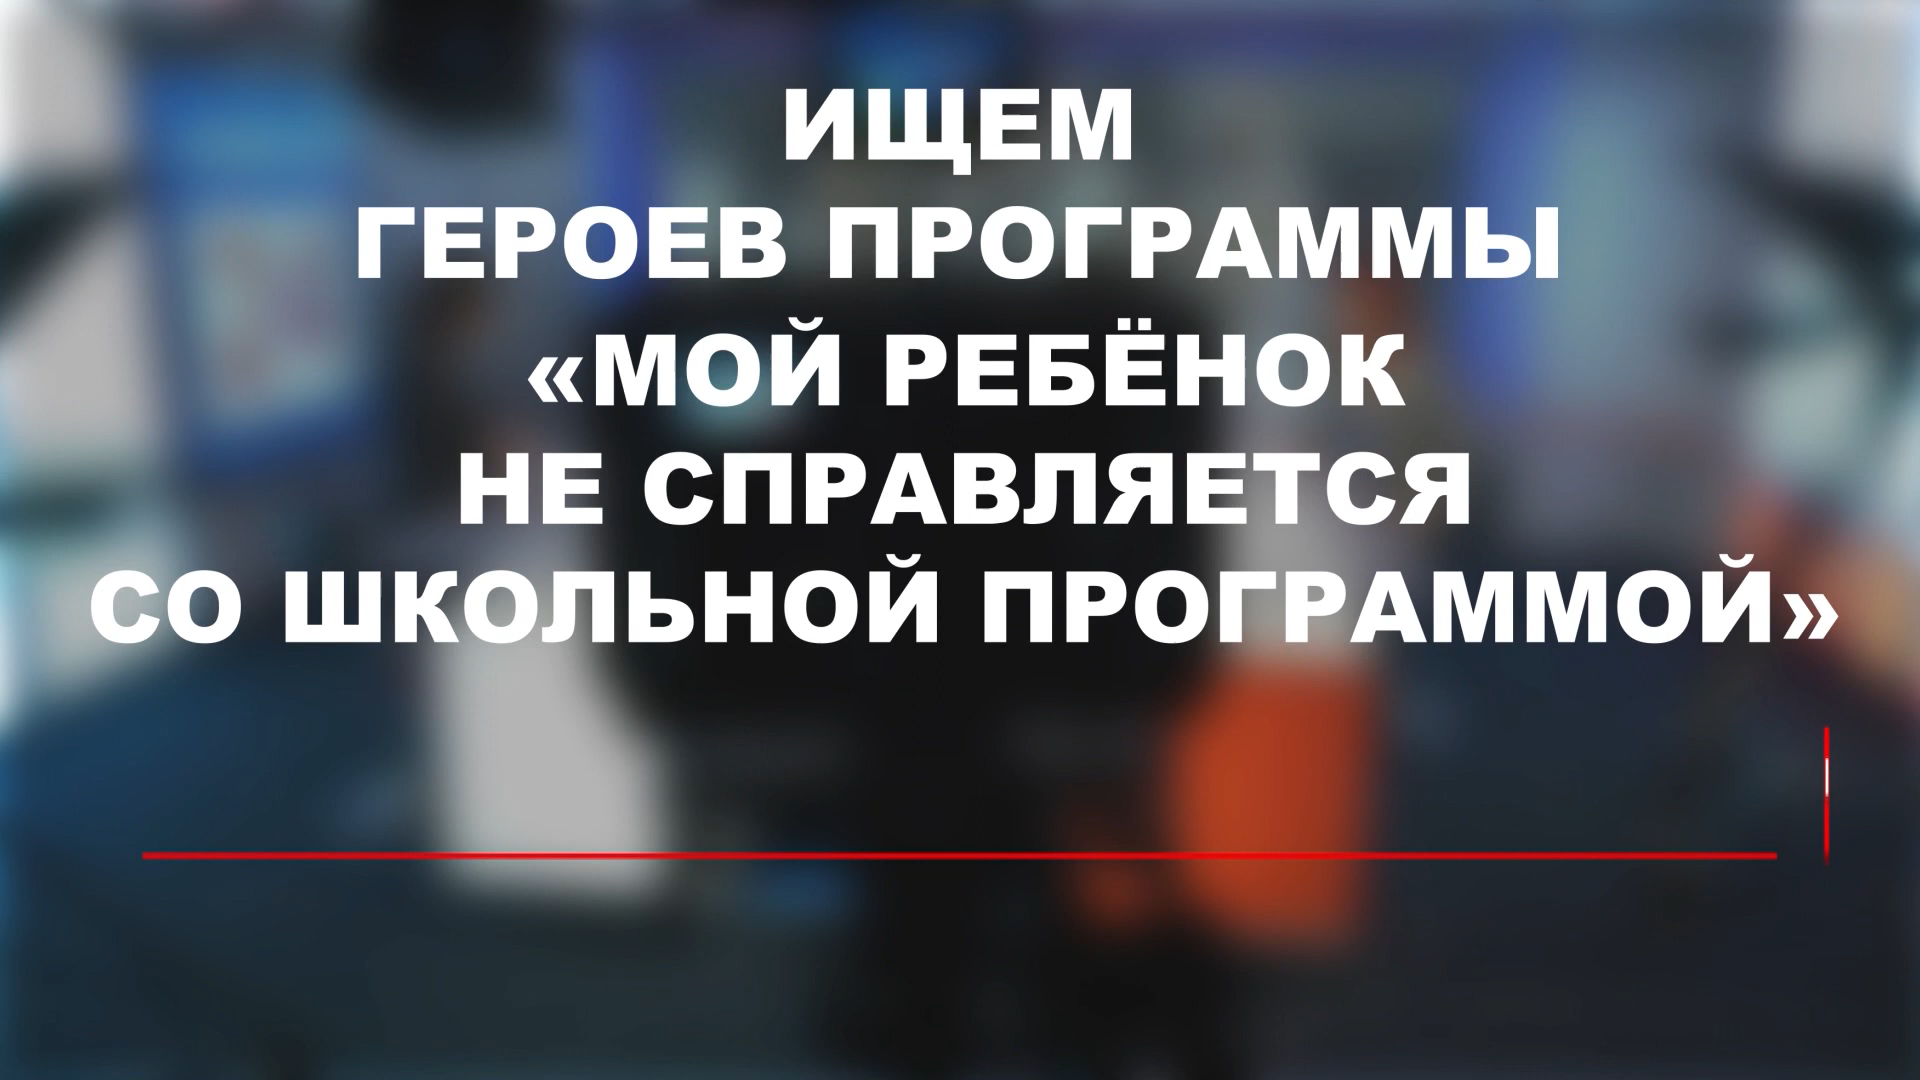 ИЩЕМ
ГЕРОЕВ ПРОГРАММЫ
«МОЙ РЕБЁНОК
НЕ СПРАВЛЯЕТСЯ
СО ШКОЛЬНОЙ ПРОГРАММОЙ»